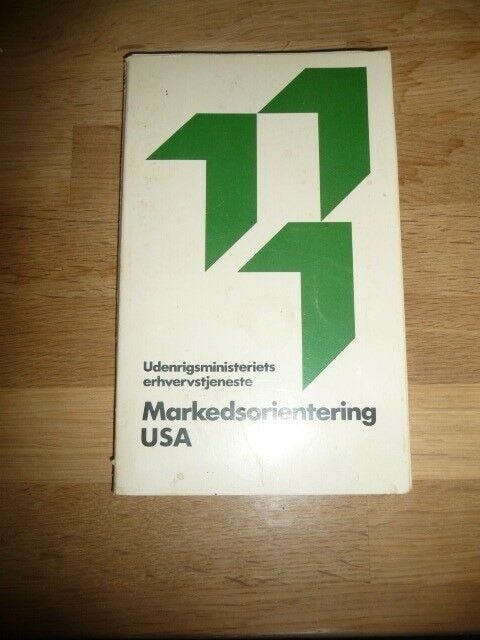 Udenrigsministeriets
erhvervstjeneste
Markedsorientering
USA